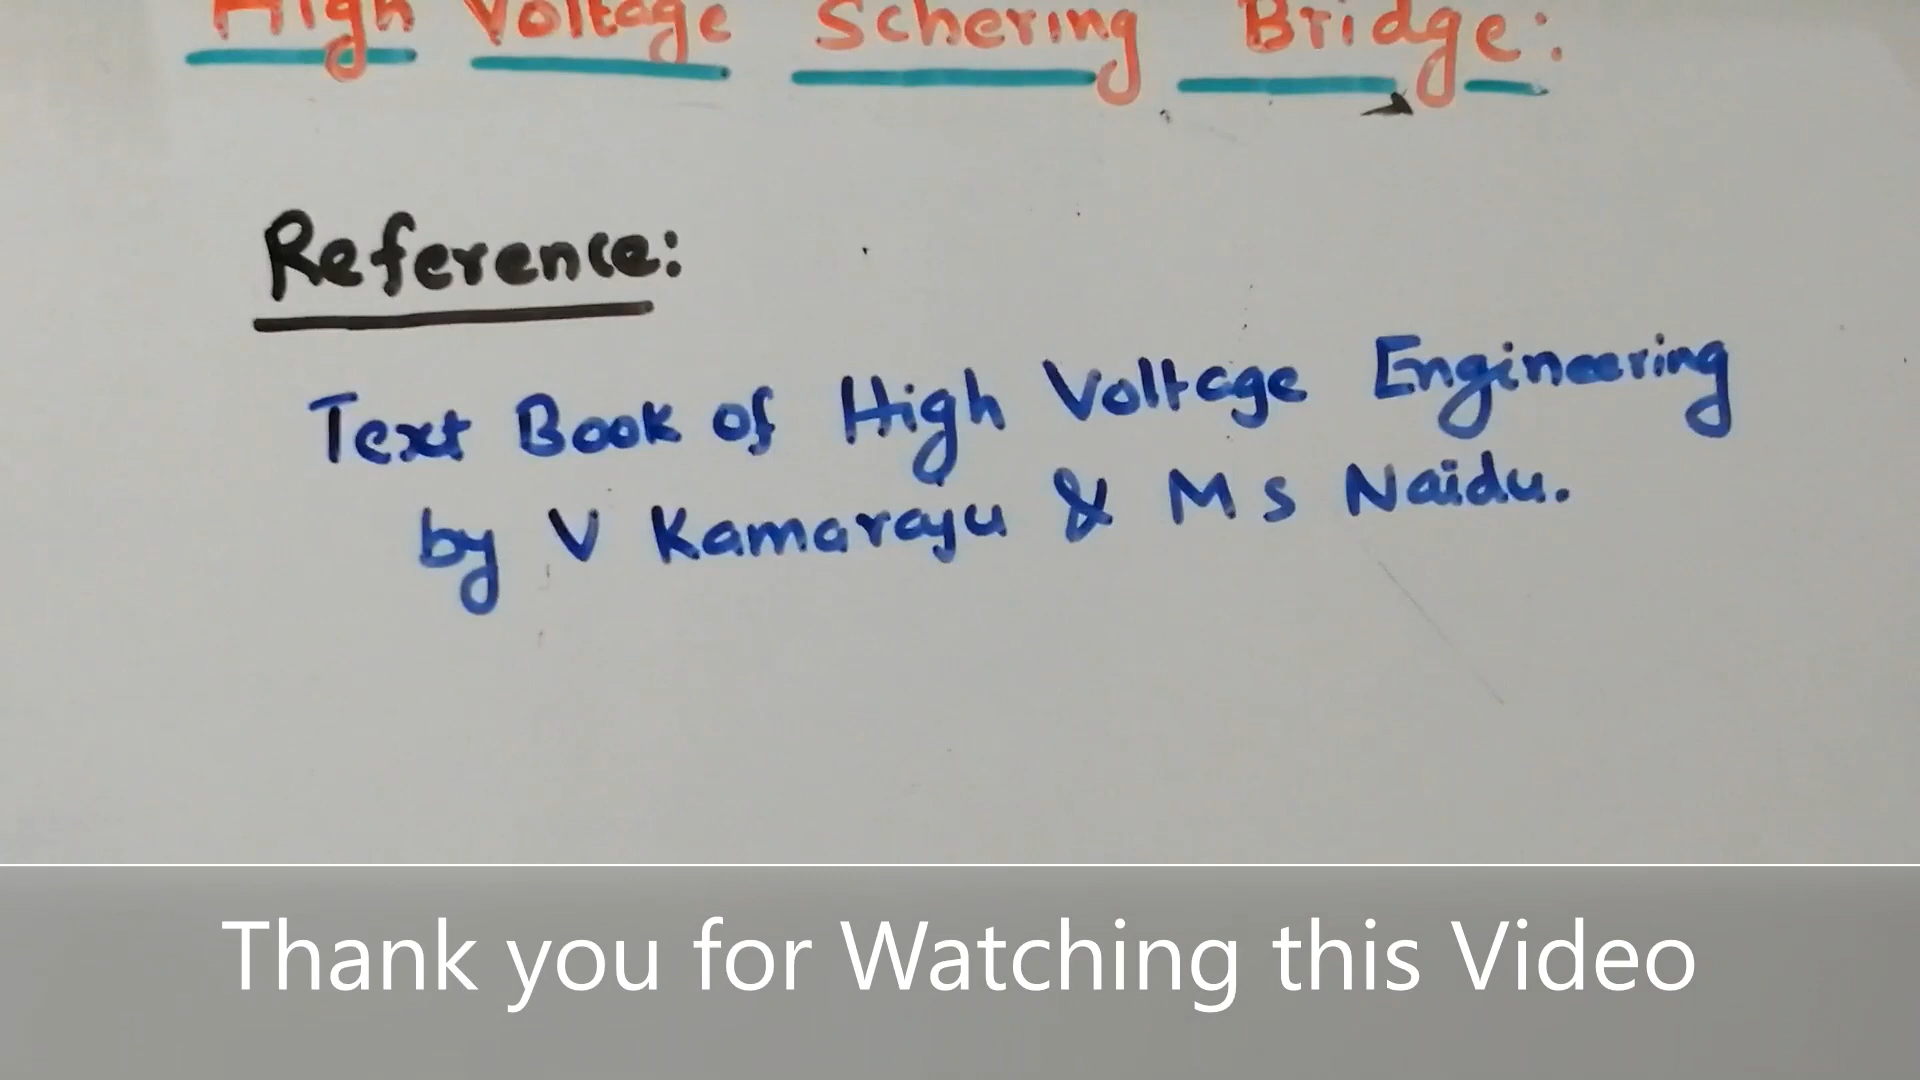 High Voltage Schering Bridge:
Reference:
Text Book of High Voltage Engineering
by V Kamaraju & M S Naidu.
Thank you for Watching this Video